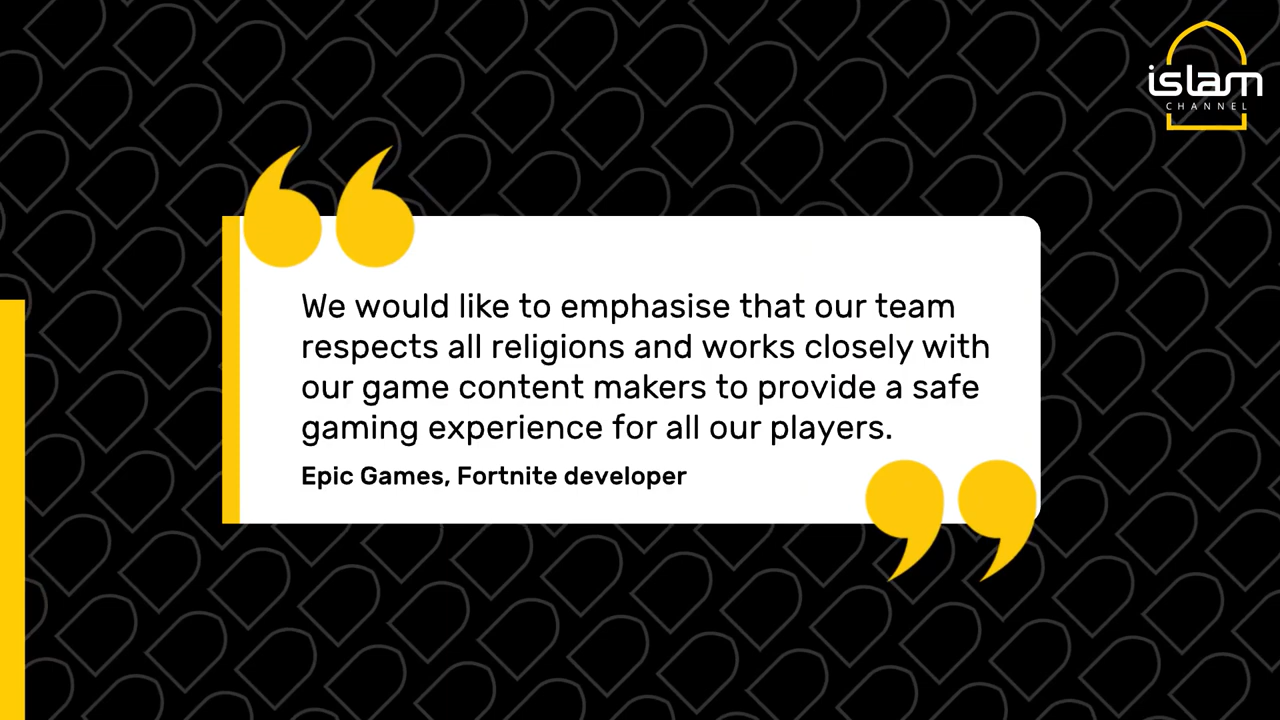 islam
CHANNEL
We would like to emphasise that our team
respects all religions and works closely with
our game content makers to provide a safe
gaming experience for all our players.
Epic Games, Fortnite developer